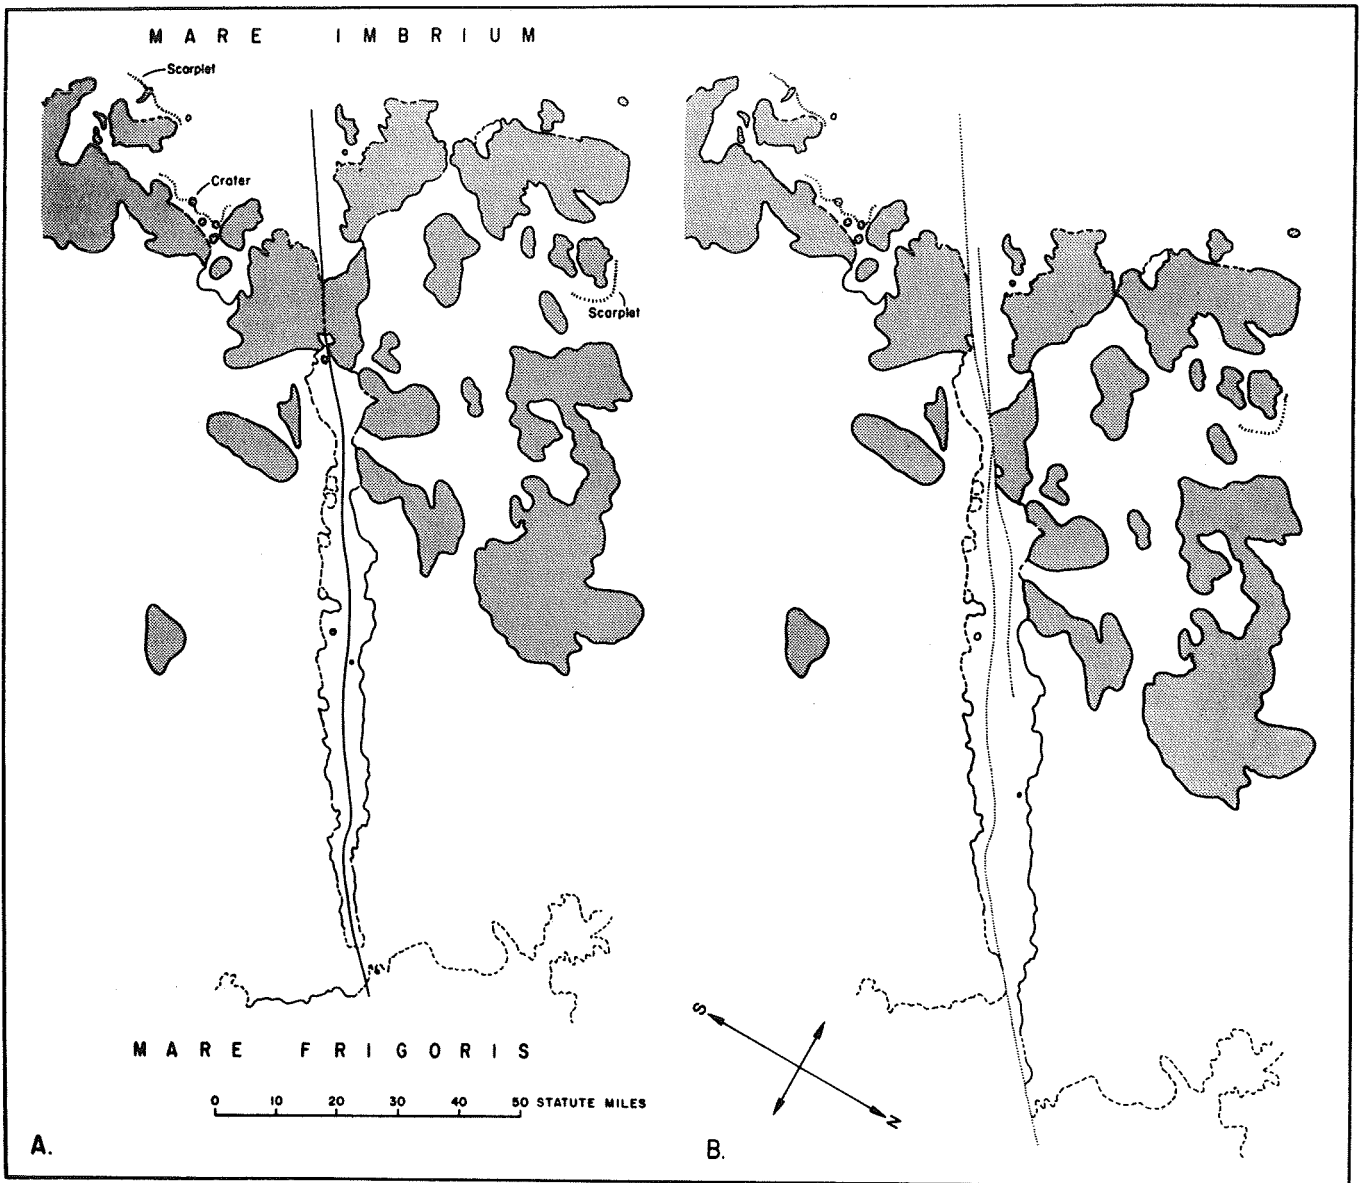 MARE IMBRIUM
Scarplet
Crater
Scarplet
MARE FRIGORIS
0 10 20 30 40 50 STATUTE MILES
S
N
A.
B.